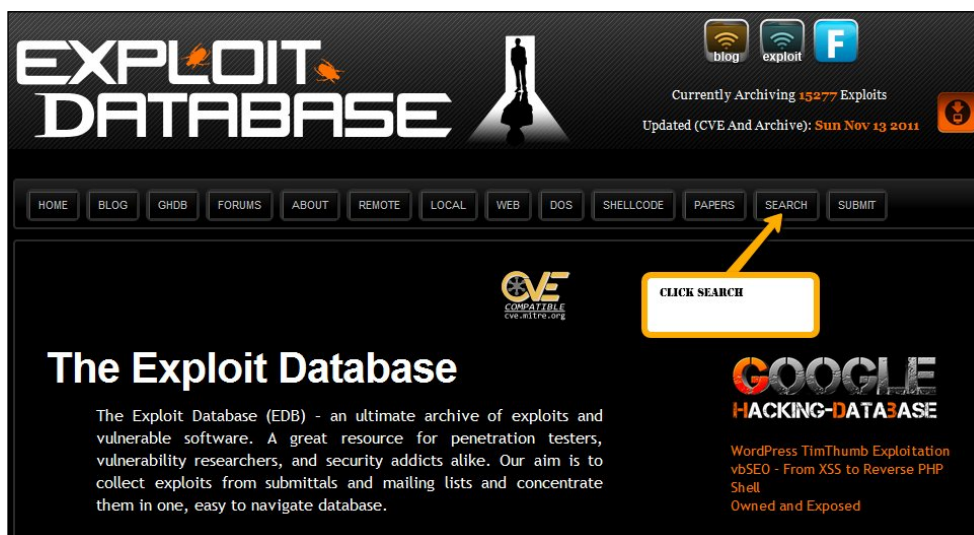 EXPLOIT
DATABASE
blog
exploit
F
Currently Archiving 15277 Exploits
Updated (CVE And Archive): Sun Nov 13 2011
HOME BLOG GHDB FORUMS ABOUT REMOTE LOCAL WEB DOS SHELLCODE PAPERS SEARCH SUBMIT
CVE
COMPATIBLE
cve.mitre.org
CLICK SEARCH
The Exploit Database
The Exploit Database (EDB) – an ultimate archive of exploits and
vulnerable software. A great resource for penetration testers,
vulnerability researchers, and security addicts alike. Our aim is to
collect exploits from submittals and mailing lists and concentrate
them in one, easy to navigate database.
GOOGLE
HACKING-DATABASE
WordPress TimThumb Exploitation
vbSEO – From XSS to Reverse PHP
Shell
Owned and Exposed